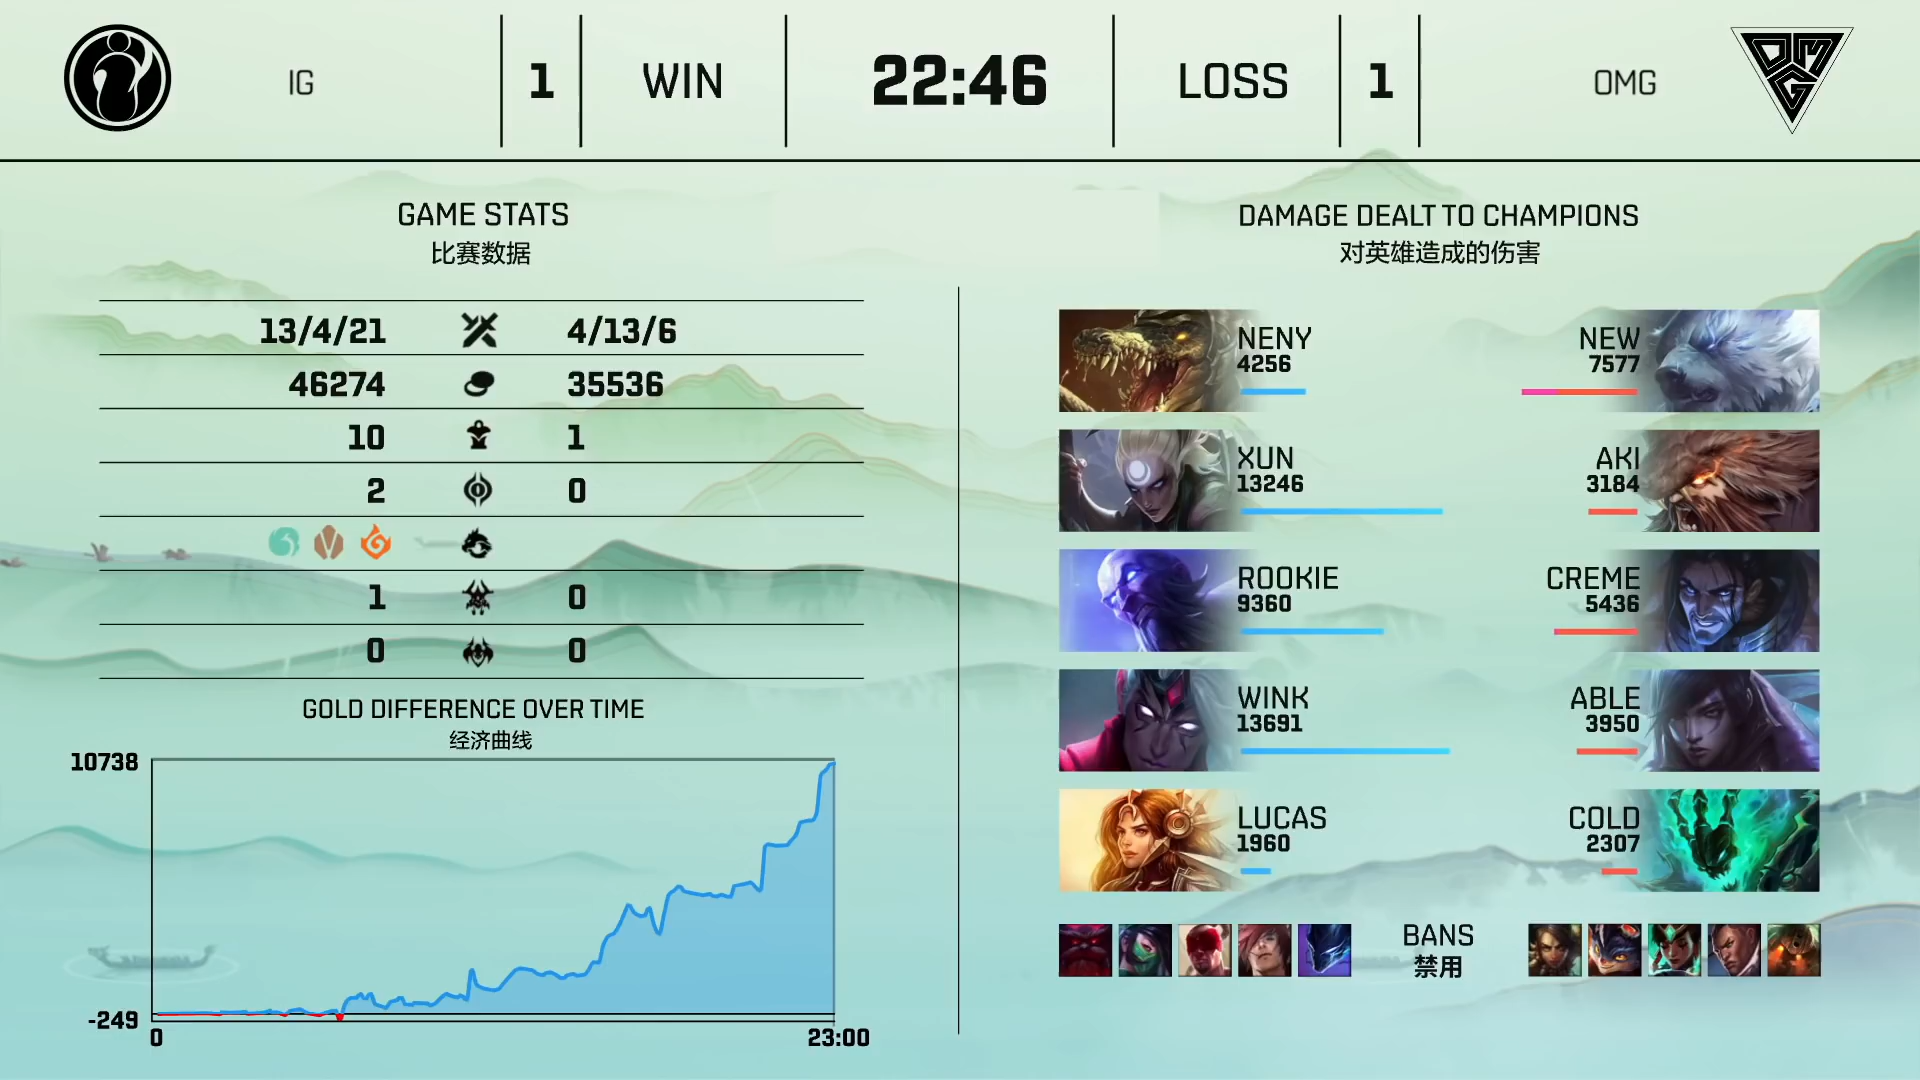 IG
1
WIN
22:46
LOSS
1
OMG
OMG
GAME STATS
比赛数据
13/4/21
4/13/6
46274
35536
10
1
2
0
1
0
0
0
GOLD DIFFERENCE OVER TIME
经济曲线
10738
-249
0
23:00
DAMAGE DEALT TO CHAMPIONS
对英雄造成的伤害
NENY
4256
NEW
7577
XUN
13246
AKI
3184
ROOKIE
9360
CREME
5436
WINK
13691
ABLE
3950
LUCAS
1960
COLD
2307
BANS
禁用